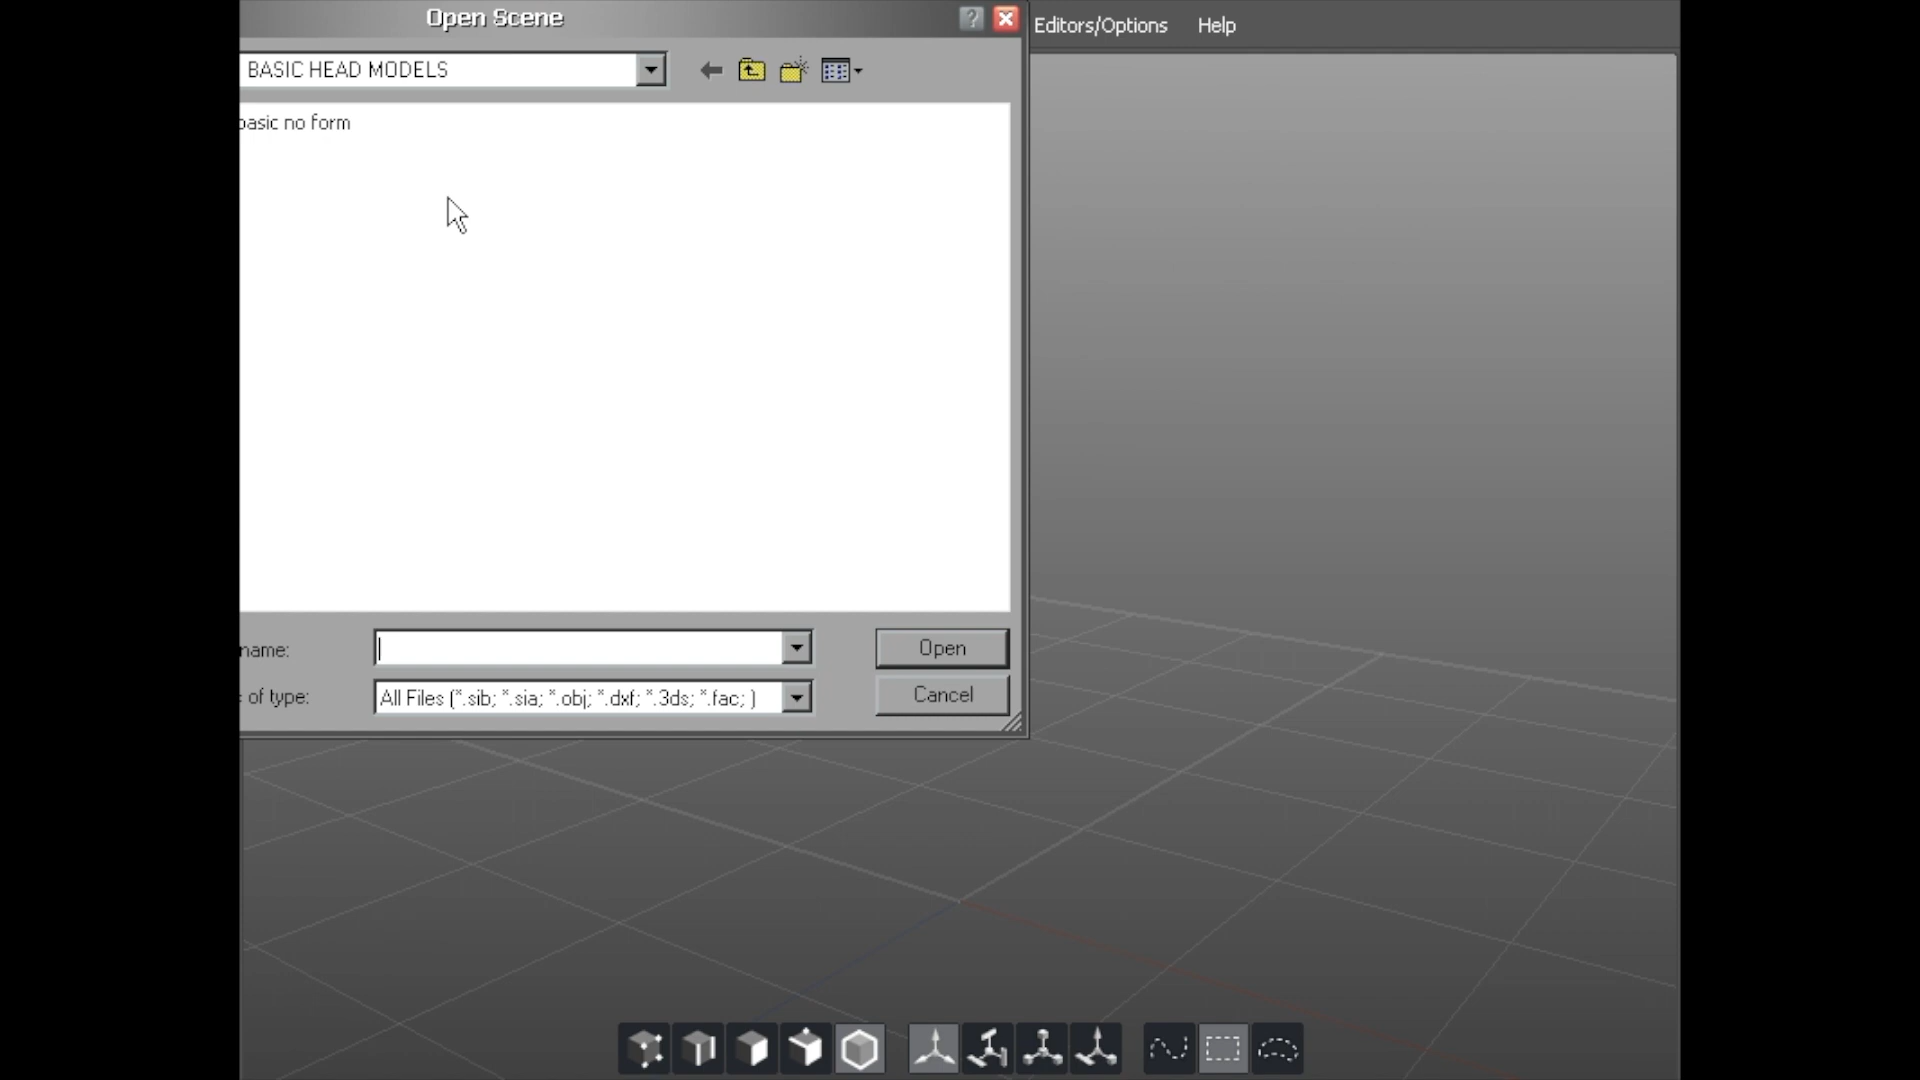 Open Scene
Editors/Options Help
BASIC HEAD MODELS
basic no form
name:
Open
of type:
All Files (*.sib; *.sia; *.obj; *.dxf; *.3ds; *.fac; )
Cancel